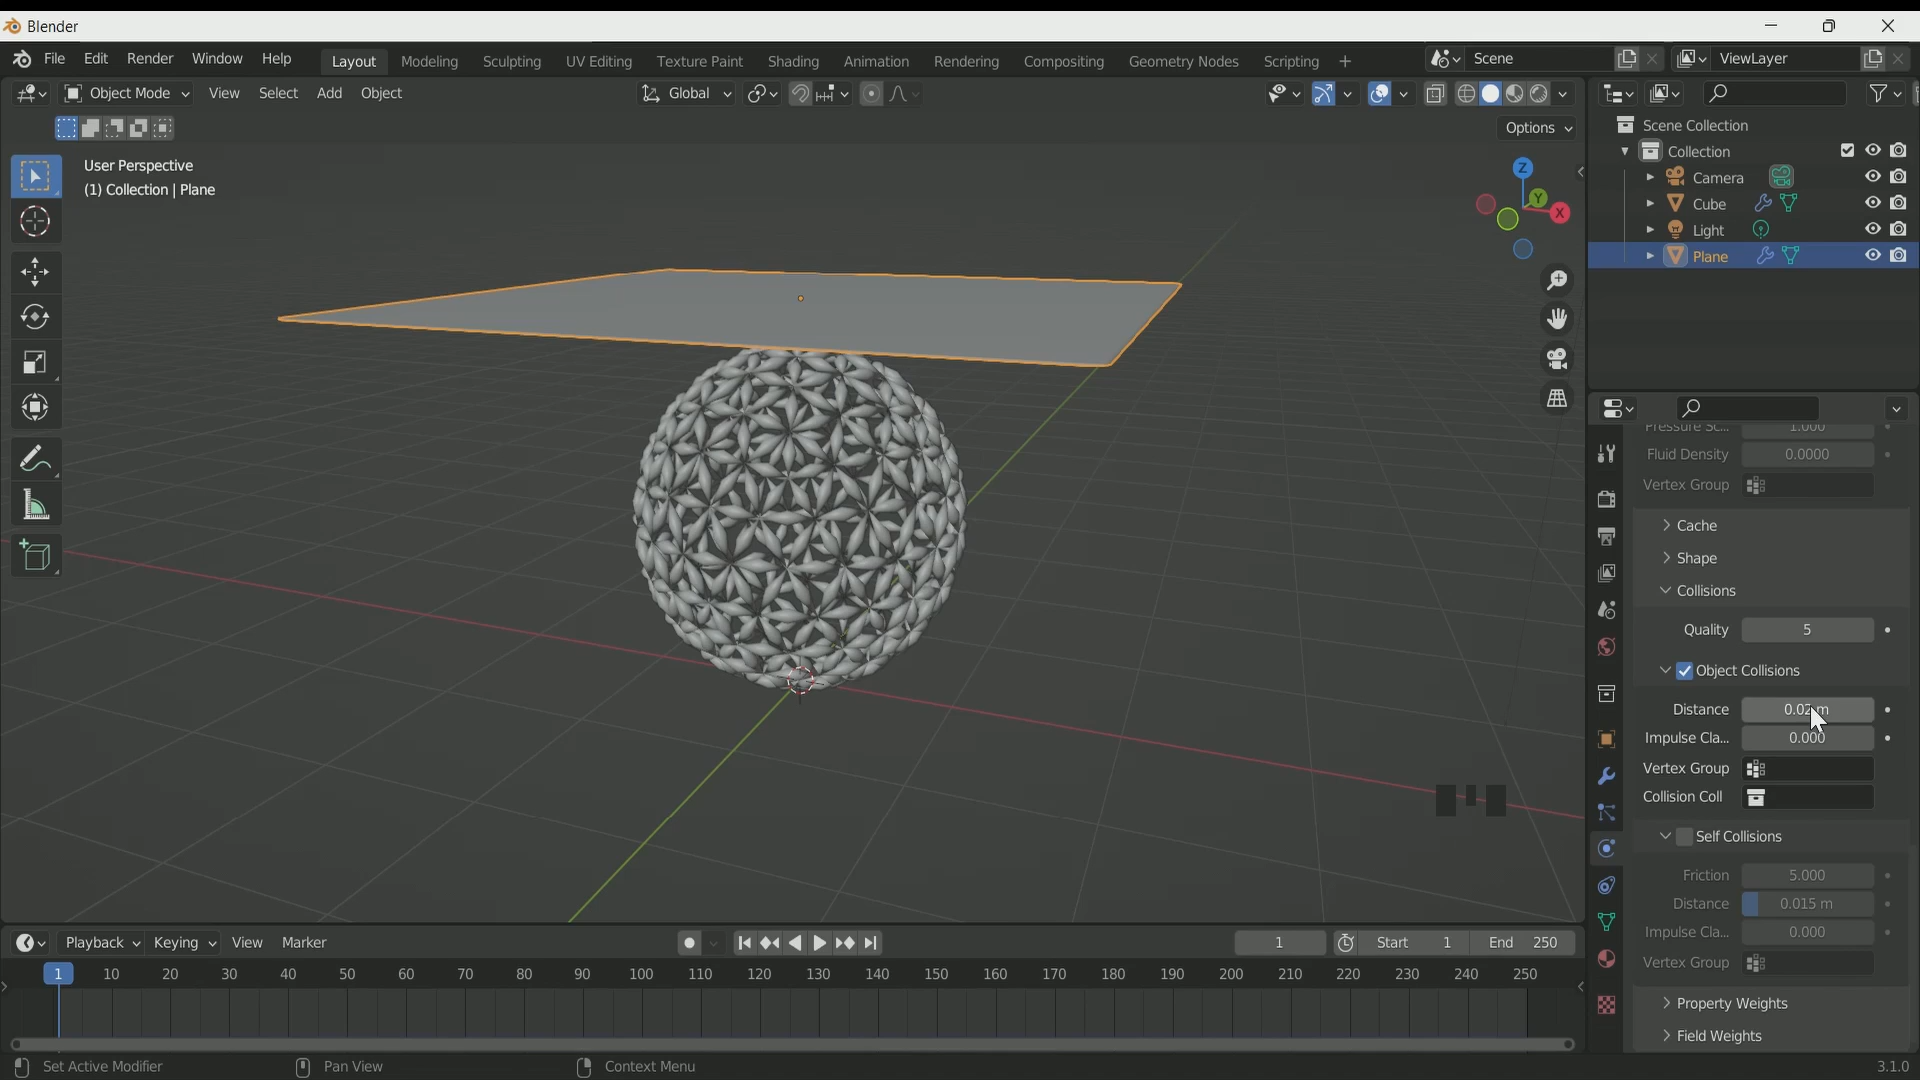 Blender
File Edit Render Window Help Layout Modeling Sculpting UV Editing Texture Paint Shading Animation Rendering Compositing Geometry Nodes Scripting + Scene ViewLayer
Object Mode View Select Add Object Global
Options
User Perspective
(1) Collection | Plane
Z
Y
X
Scene Collection
Collection
Camera
Cube
Light
Plane
Pressure Sc... 1.000
Fluid Density 0.0000
Vertex Group
Cache
Shape
Collisions
Quality 5
Object Collisions
Distance 0.02 m
Impulse Cla... 0.000
Vertex Group
Collision Coll
Self Collisions
Friction 5.000
Distance 0.015 m
Impulse Cla... 0.000
Vertex Group
Property Weights
Field Weights
Playback Keying View Marker 1 Start 1 End 250
1 10 20 30 40 50 60 70 80 90 100 110 120 130 140 150 160 170 180 190 200 210 220 230 240 250
Set Active Modifier Pan View Context Menu 3.1.0